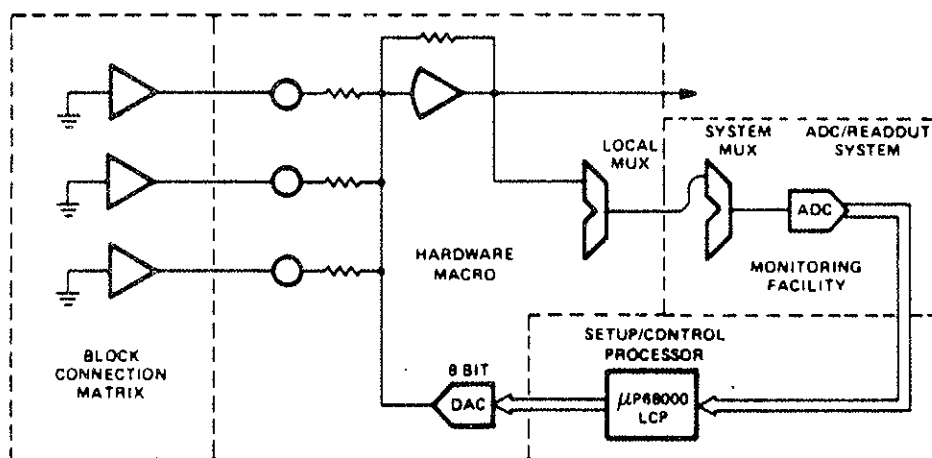 LOCAL
MUX
SYSTEM
MUX
ADC/READOUT
SYSTEM
ADC
HARDWARE
MACRO
MONITORING
FACILITY
SETUP/CONTROL
PROCESSOR
BLOCK
CONNECTION
MATRIX
8 BIT
DAC
μP68000
LCP